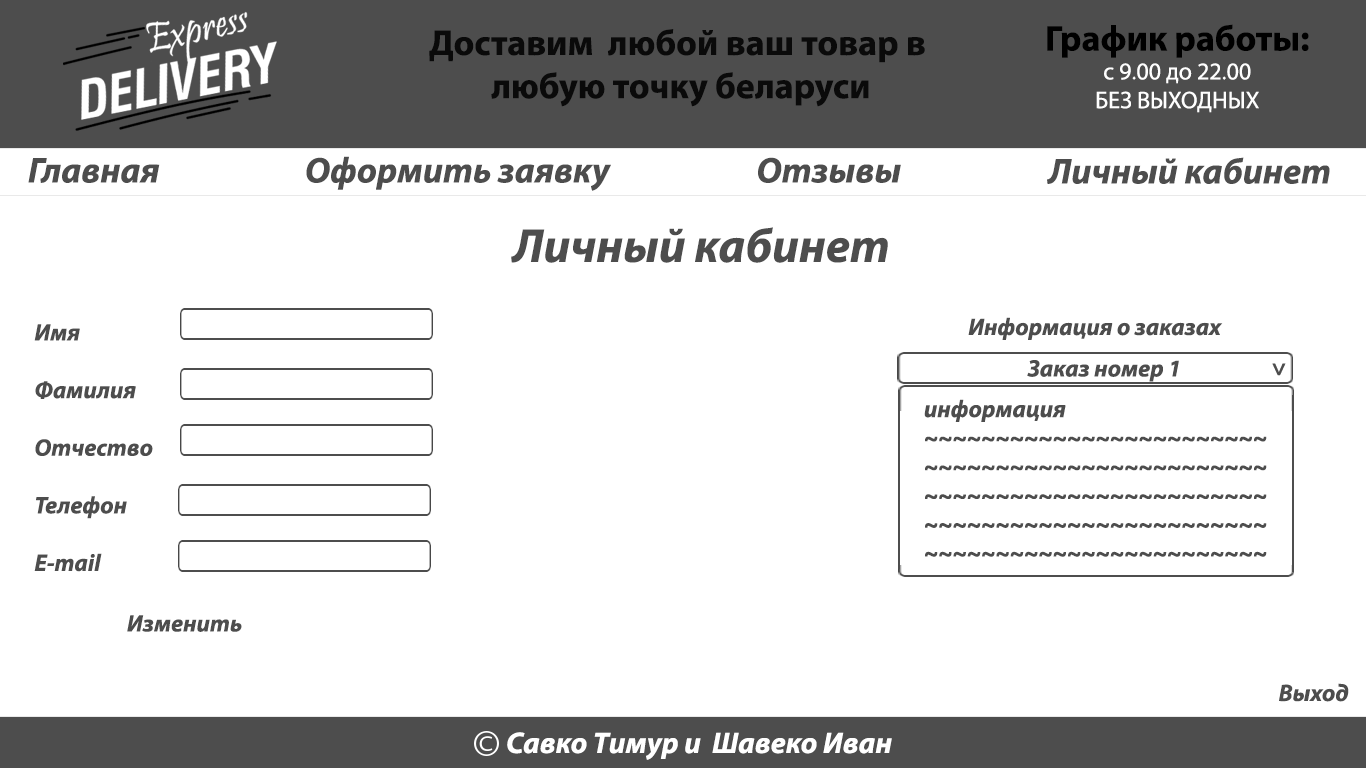 Express
DELIVERY
Доставим любой ваш товар в
любую точку беларуси
График работы:
с 9.00 до 22.00
БЕЗ ВЫХОДНЫХ
Главная
Оформить заявку
Отзывы
Личный кабинет
Личный кабинет
Имя
Фамилия
Отчество
Телефон
E-mail
Изменить
Информация о заказах
Заказ номер 1 v
информация
~~~~~~~~~~~~~~~~~~~~~~~~
~~~~~~~~~~~~~~~~~~~~~~~~
~~~~~~~~~~~~~~~~~~~~~~~~
~~~~~~~~~~~~~~~~~~~~~~~~
~~~~~~~~~~~~~~~~~~~~~~~~
Выход
© Савко Тимур и Шавеко Иван